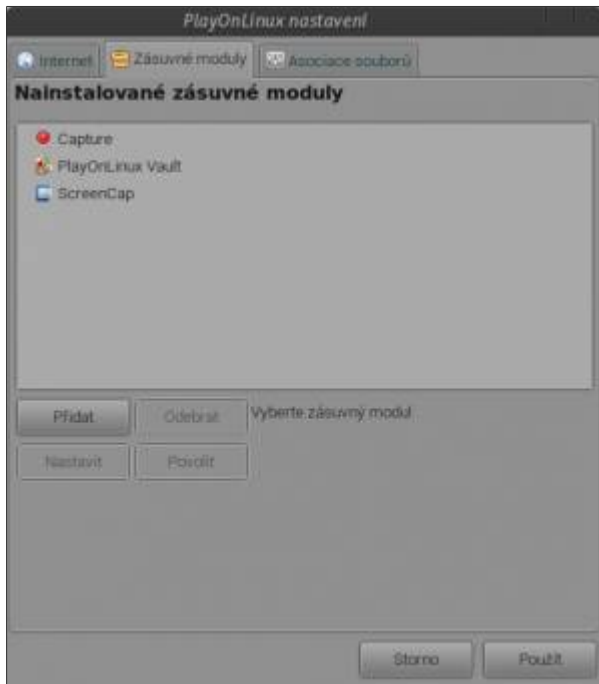 PlayOnLinux nastavení
Internet Zásuvné moduly Asociace souborů
Nainstalované zásuvné moduly
Capture
PlayOnLinux Vault
ScreenCap
Přidat Odebrat Vyberte zásuvný modul
Nastavit Povolit
Storno Použít